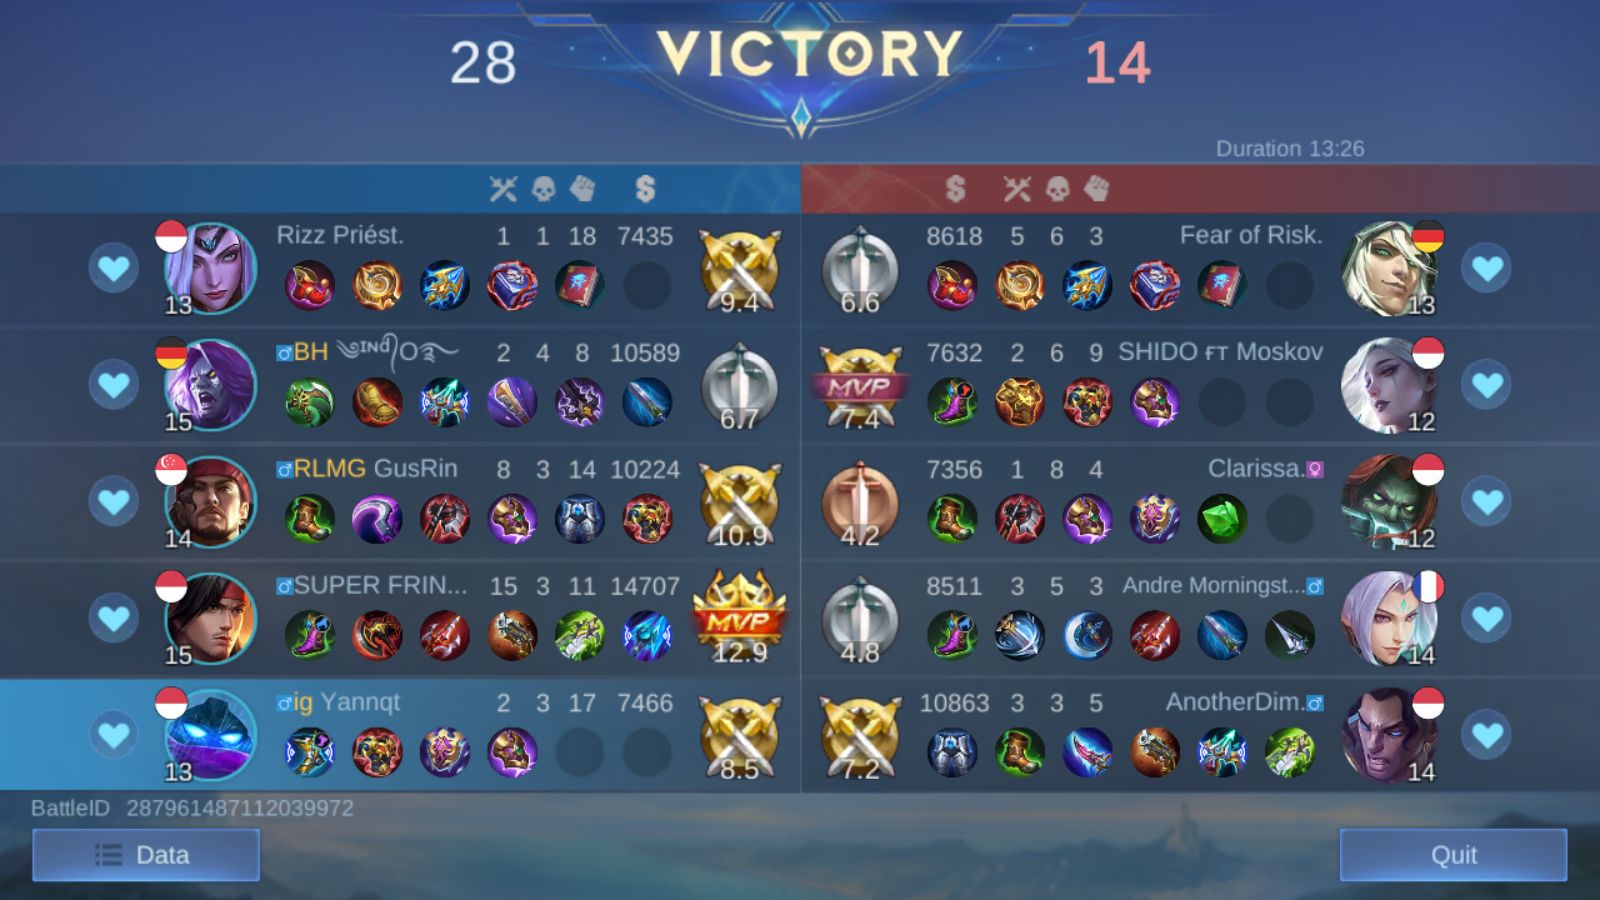 28 VICTORY 14
Duration 13:26
Rizz Priést. 1 1 18 7435
13 9.4
8618 5 6 3 Fear of Risk.
6.6 13
BH 2 4 8 10589
15 6.7
7632 2 6 9 SHIDO ꜰᴛ Moskov
MVP
7.4 12
RLMG GusRin 8 3 14 10224
14 10.9
7356 1 8 4 Clarissa.
4.2 12
SUPER FRIN... 15 3 11 14707
MVP
15 12.9
8511 3 5 3 Andre Morningst...
4.8 14
ig Yannqt 2 3 17 7466
13 8.5
10863 3 3 5 AnotherDim.
7.2 14
BattleID 287961487112039972
Data
Quit